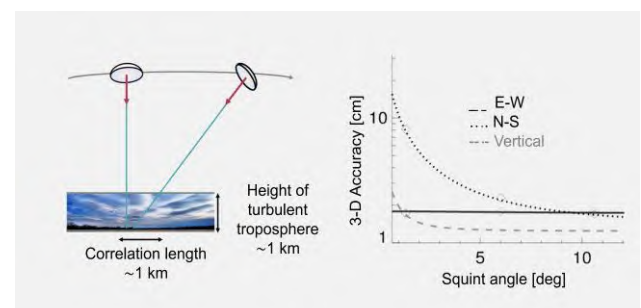 Height of
turbulent
troposphere
~1 km
Correlation length
~1 km
3-D Accuracy [cm]
10
1
E-W
N-S
Vertical
5
10
Squint angle [deg]